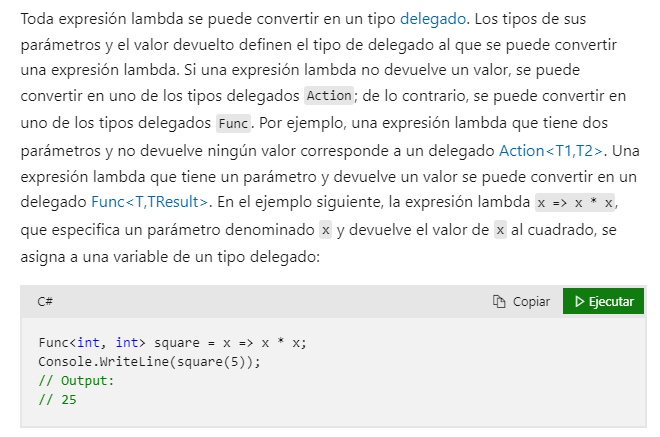 Toda expresión lambda se puede convertir en un tipo delegado. Los tipos de sus
parámetros y el valor devuelto definen el tipo de delegado al que se puede convertir
una expresión lambda. Si una expresión lambda no devuelve un valor, se puede
convertir en uno de los tipos delegados Action; de lo contrario, se puede convertir en
uno de los tipos delegados Func. Por ejemplo, una expresión lambda que tiene dos
parámetros y no devuelve ningún valor corresponde a un delegado Action<T1,T2>. Una
expresión lambda que tiene un parámetro y devuelve un valor se puede convertir en un
delegado Func<T,TResult>. En el ejemplo siguiente, la expresión lambda x => x * x,
que especifica un parámetro denominado x y devuelve el valor de x al cuadrado, se
asigna a una variable de un tipo delegado:
C# Copiar Ejecutar
Func<int, int> square = x => x * x;
Console.WriteLine(square(5));
// Output:
// 25